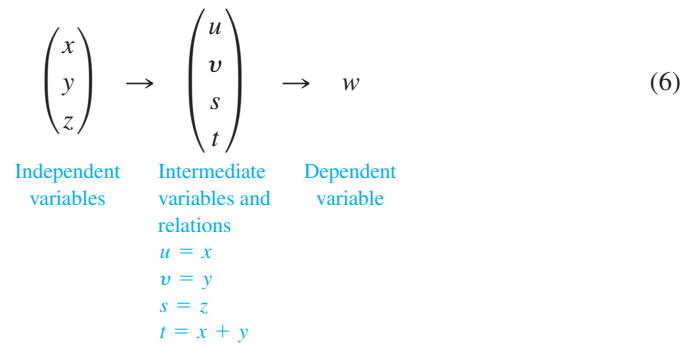 (x y z) → (u v s t) → w (6)
Independent variables
Intermediate variables and relations
u = x
v = y
s = z
t = x + y
Dependent variable